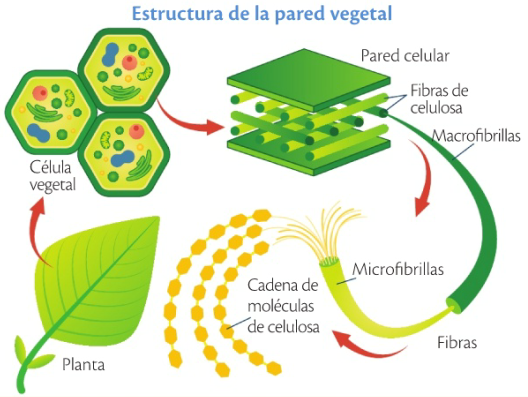 Estructura de la pared vegetal
Pared celular
Fibras de
celulosa
Macrofibrillas
Célula
vegetal
Microfibrillas
Cadena de
moléculas
de celulosa
Fibras
Planta